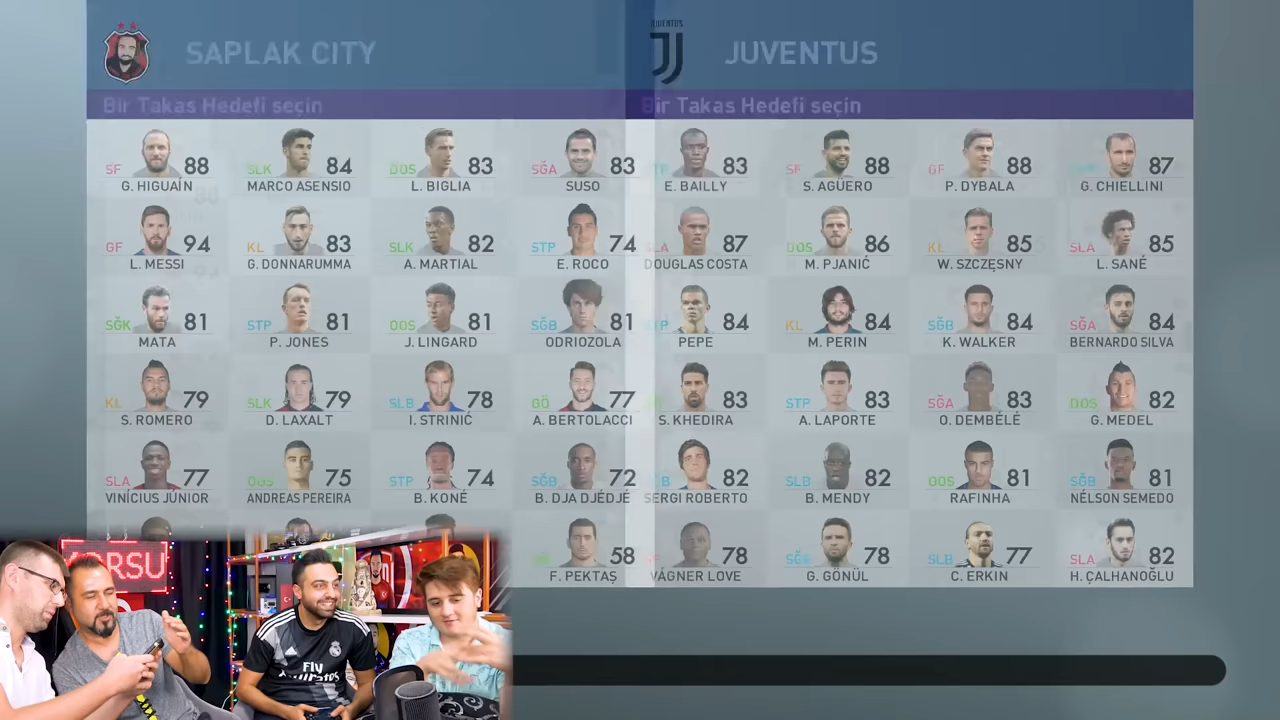 SAPLAK CITY
JUVENTUS
JUVENTUS
Bir Takas Hedefi seçin
Bir Takas Hedefi seçin
SF 88 SLK 84 DOS 83 SĞA 83
G. HIGUAÍN MARCO ASENSIO L. BIGLIA SUSO
GF 94 KL 83 SLK 82 STP 74
L. MESSI G. DONNARUMMA A. MARTIAL E. ROCO
SĞK 81 STP 81 OOS 81 SĞB 81
MATA P. JONES J. LINGARD ODRIOZOLA
KL 79 SLK 79 SLB 78 GÖ 77
S. ROMERO D. LAXALT I. STRINIĆ A. BERTOLACCI
SLA 77 OOS 75 STP 74 SĞB 72
VINÍCIUS JÚNIOR ANDREAS PEREIRA B. KONÉ B. DJA DJÉDJÉ
58
F. PEKTAŞ
83 SF 88 GF 88 87
E. BAILLY S. AGÜERO P. DYBALA G. CHIELLINI
87 DOS 86 KL 85 SLA 85
DOUGLAS COSTA M. PJANIĆ W. SZCZĘSNY L. SANÉ
84 KL 84 SĞB 84 SĞA 84
PEPE M. PERIN K. WALKER BERNARDO SILVA
83 STP 83 SĞA 83 DOS 82
S. KHEDIRA A. LAPORTE O. DEMBÉLÉ G. MEDEL
82 SLB 82 OOS 81 SĞB 81
SERGI ROBERTO B. MENDY RAFINHA NÉLSON SEMEDO
78 SĞB 78 SLB 77 SLA 82
VÁGNER LOVE G. GÖNÜL C. ERKIN H. ÇALHANOĞLU
Fly
Emirates